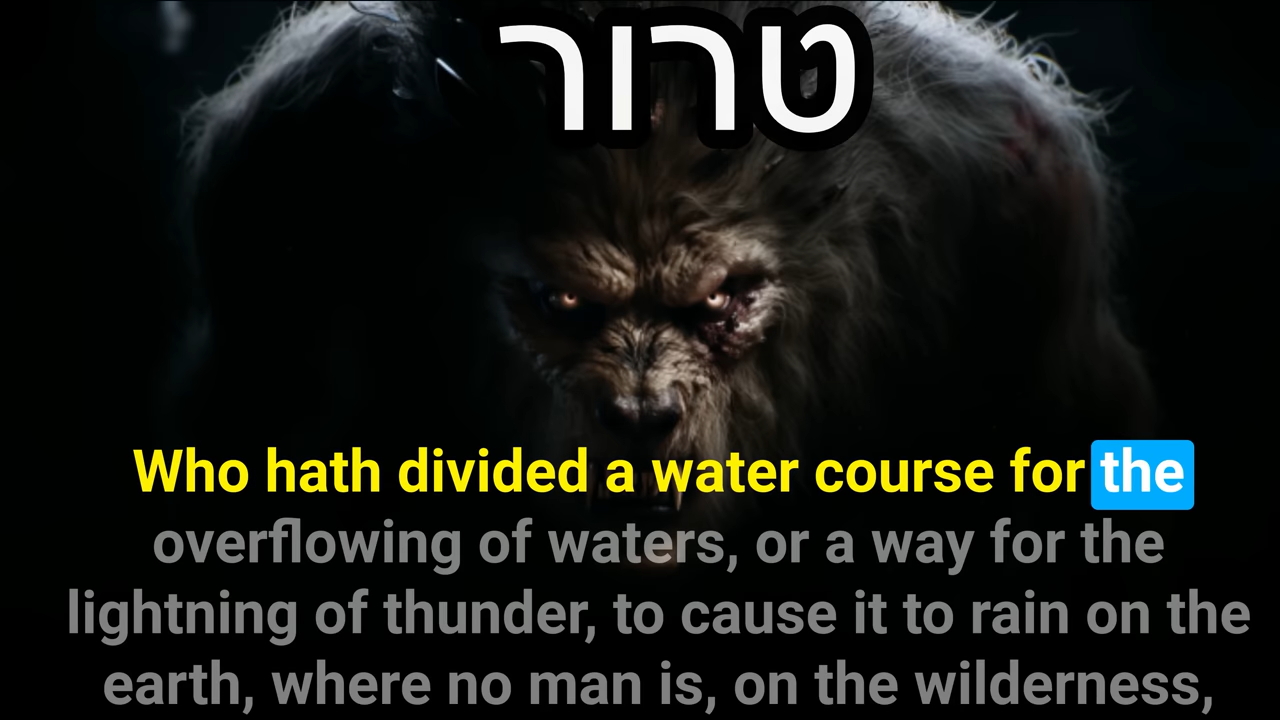 טרור
Who hath divided a water course for the
overflowing of waters, or a way for the
lightning of thunder, to cause it to rain on the
earth, where no man is, on the wilderness,